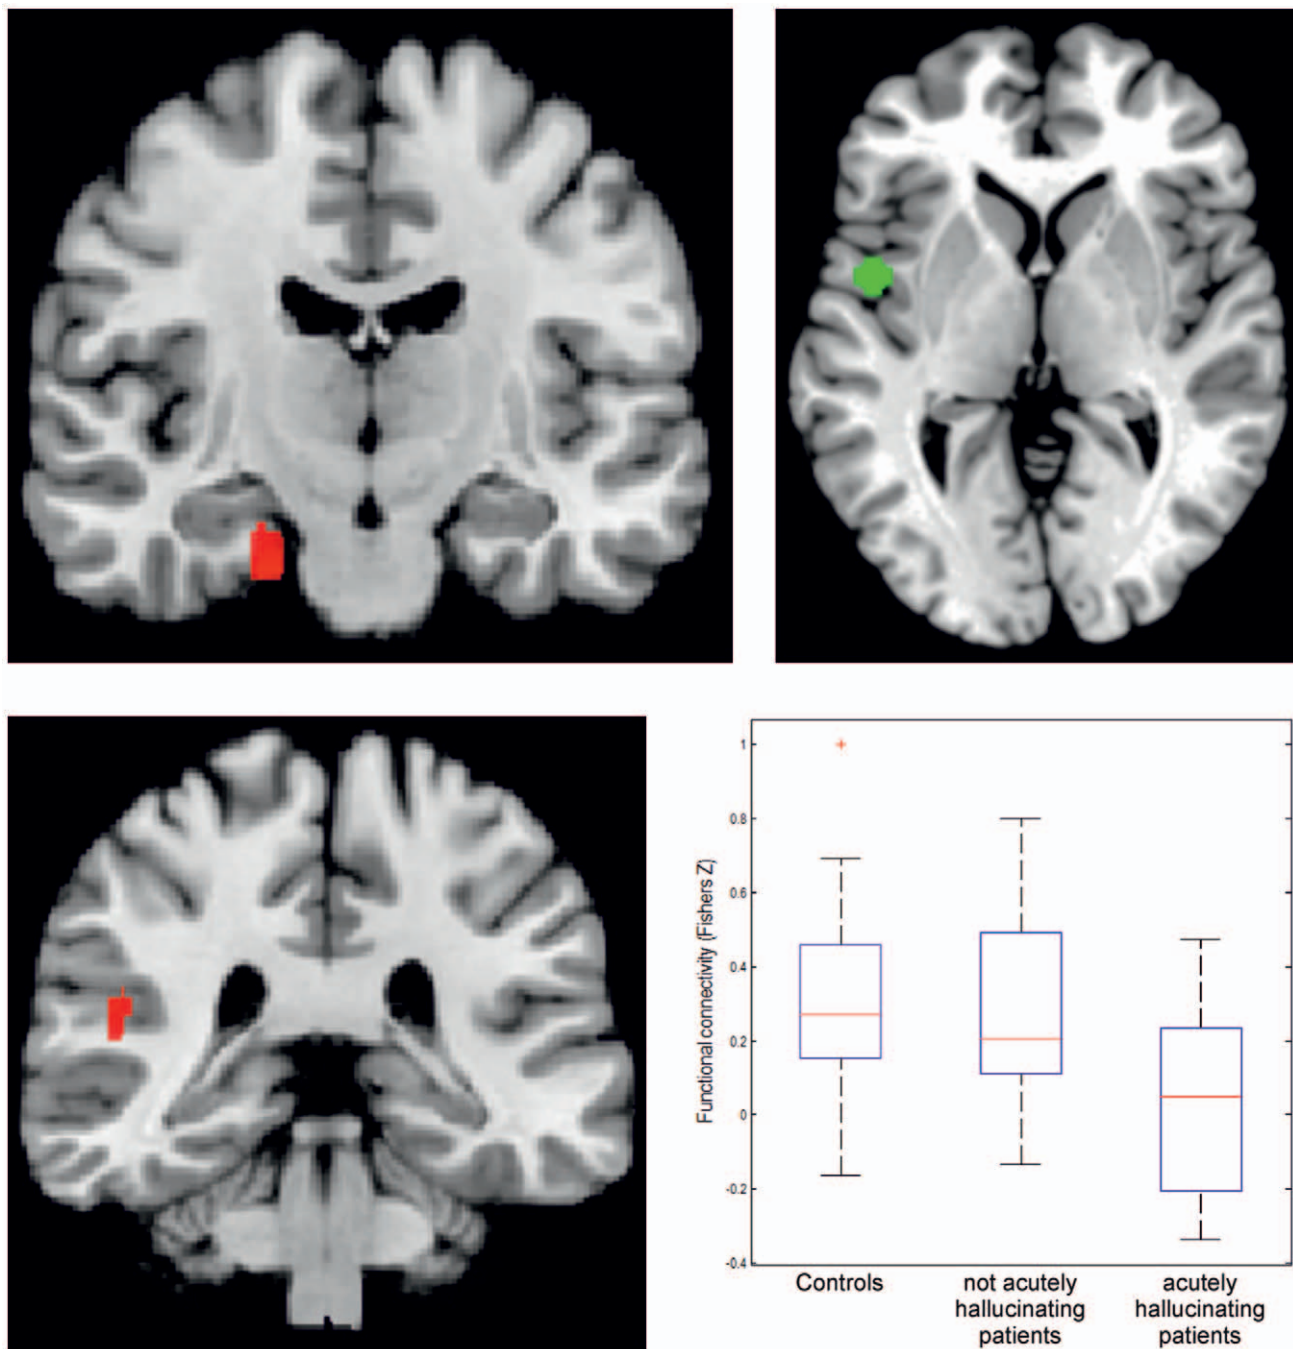 Functional connectivity (Fishers Z)
1
0.8
0.6
0.4
0.2
0
-0.2
-0.4
Controls
not acutely
hallucinating
patients
acutely
hallucinating
patients